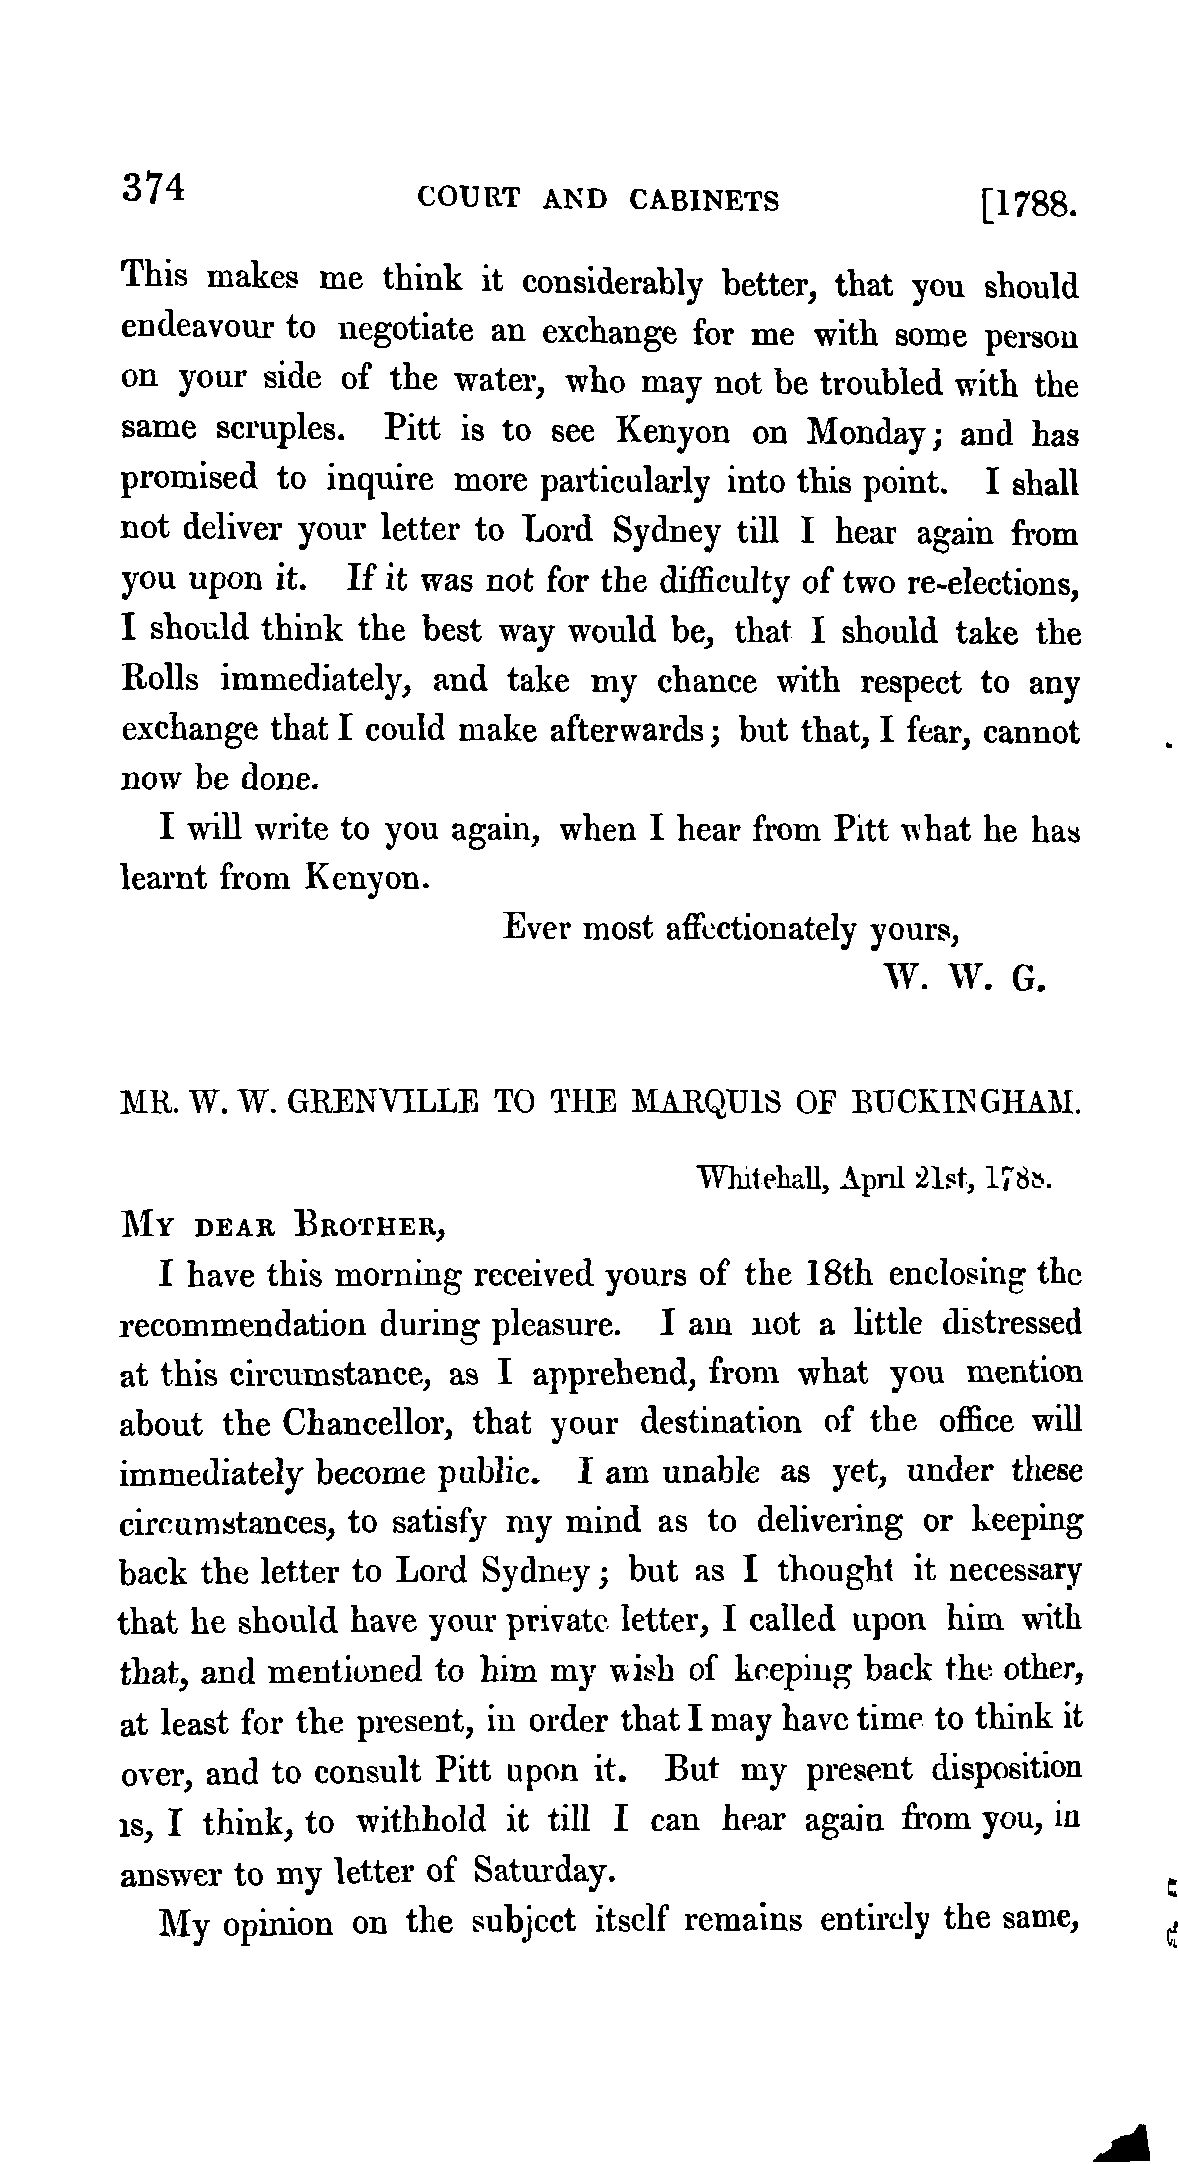 374 COURT AND CABINETS [1788.
This makes me think it considerably better, that you should
endeavour to negotiate an exchange for me with some person
on your side of the water, who may not be troubled with the
same scruples. Pitt is to see Kenyon on Monday; and has
promised to inquire more particularly into this point. I shall
not deliver your letter to Lord Sydney till I hear again from
you upon it. If it was not for the difficulty of two re-elections,
I should think the best way would be, that I should take the
Rolls immediately, and take my chance with respect to any
exchange that I could make afterwards; but that, I fear, cannot
now be done.
I will write to you again, when I hear from Pitt what he has
learnt from Kenyon.
Ever most affectionately yours,
W. W. G.
MR. W. W. GRENVILLE TO THE MARQUIS OF BUCKINGHAM.
Whitehall, April 21st, 1788.
MY DEAR BROTHER,
I have this morning received yours of the 18th enclosing the
recommendation during pleasure. I am not a little distressed
at this circumstance, as I apprehend, from what you mention
about the Chancellor, that your destination of the office will
immediately become public. I am unable as yet, under these
circumstances, to satisfy my mind as to delivering or keeping
back the letter to Lord Sydney; but as I thought it necessary
that he should have your private letter, I called upon him with
that, and mentioned to him my wish of keeping back the other,
at least for the present, in order that I may have time to think it
over, and to consult Pitt upon it. But my present disposition
is, I think, to withhold it till I can hear again from you, in
answer to my letter of Saturday.
My opinion on the subject itself remains entirely the same,